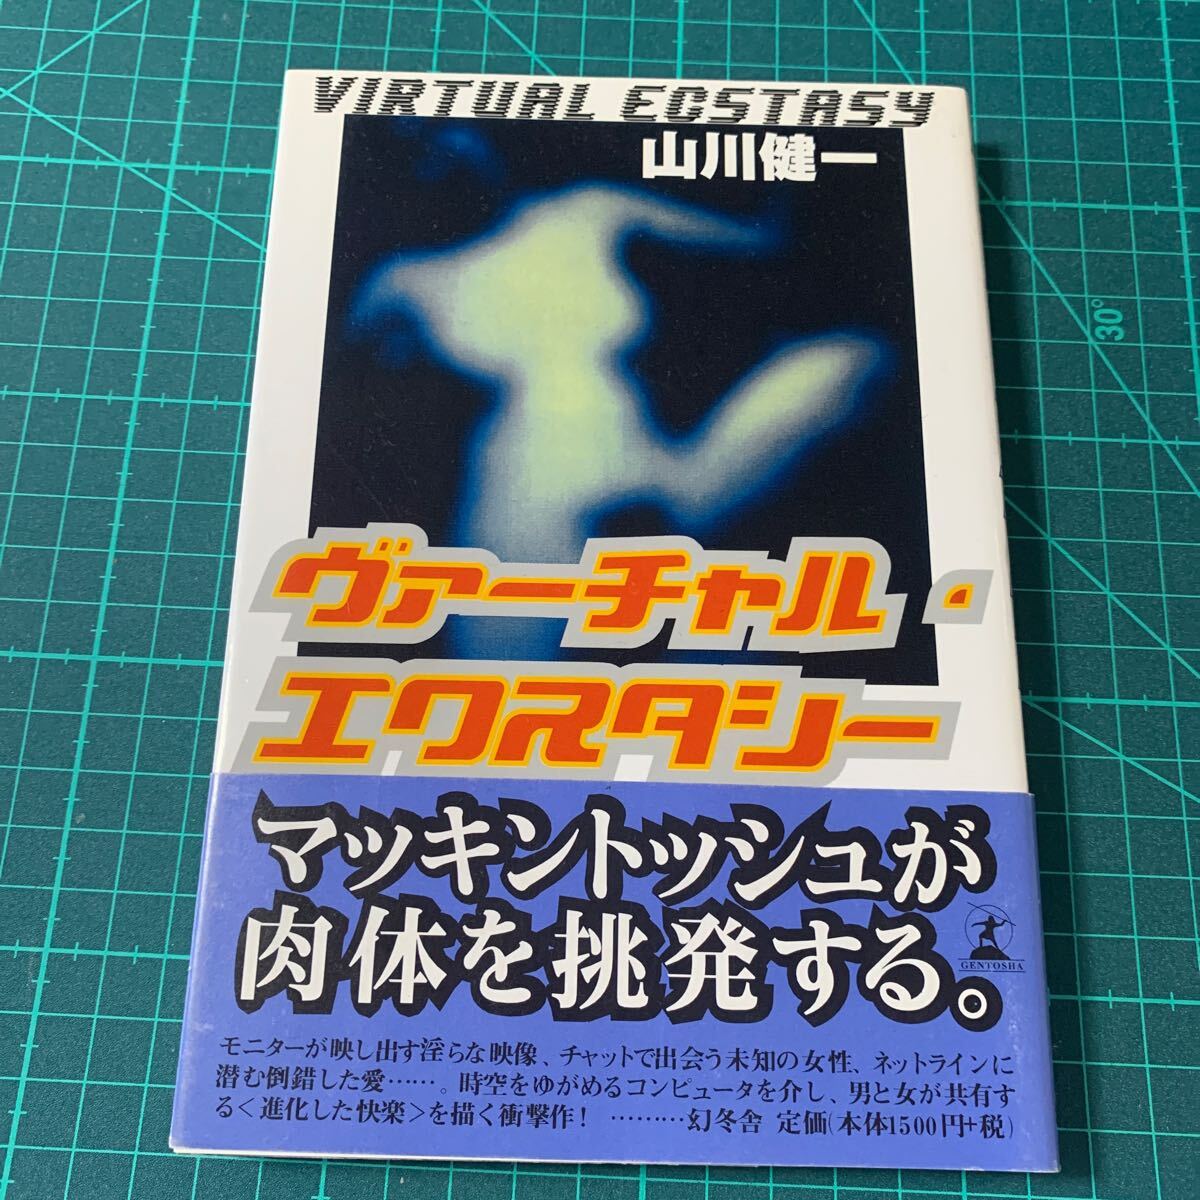 VIRTUAL ECSTASY
山川健一
ヴァーチャル・
エクスタシー
マッキントッシュが
肉体を挑発する。
GENTOSHA
モニターが映し出す淫らな映像、チャットで出会う未知の女性、ネットラインに
潜む倒錯した愛……。時空をゆがめるコンピュータを介し、男と女が共有す
る<進化した快楽>を描く衝撃作! ………幻冬舎 定価(本体1500円+税)
30°